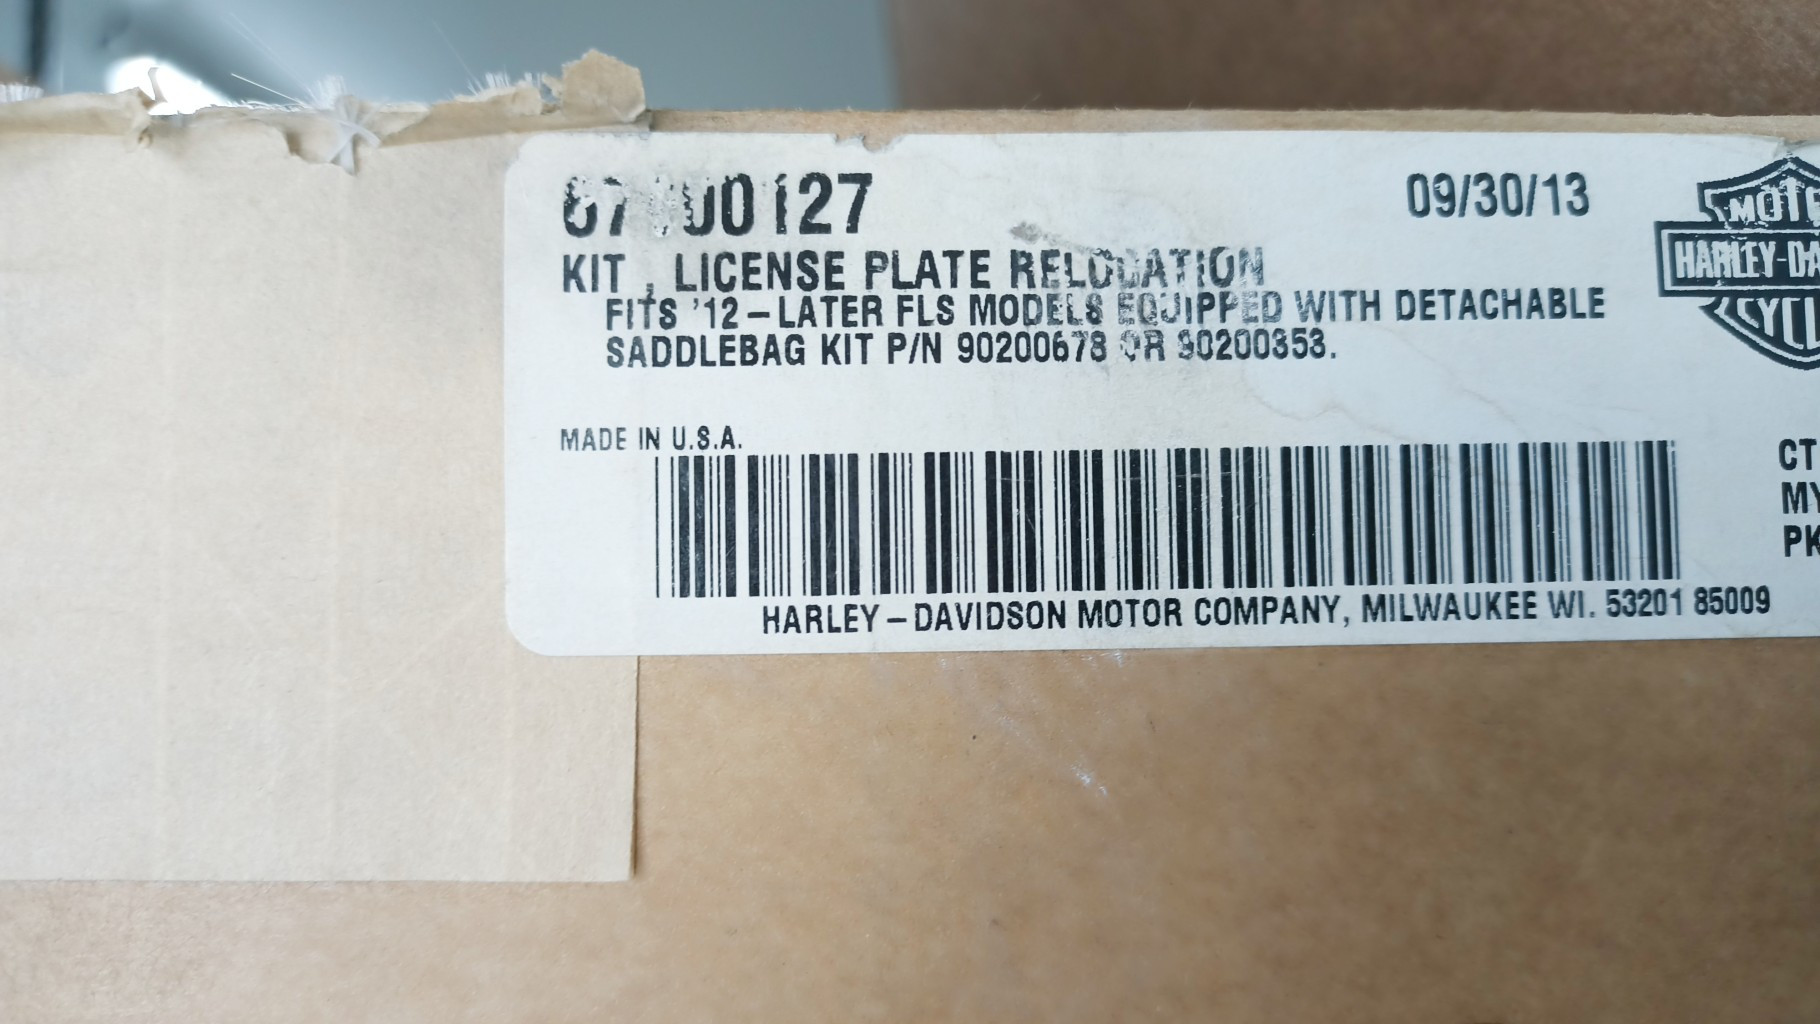 09/30/13
KIT, LICENSE PLATE RELOCATION
FITS '12-LATER FLS MODELS EQUIPPED WITH DETACHABLE
SADDLEBAG KIT P/N 90200678 OR 90200353.
MADE IN U.S.A.
HARLEY-DAVIDSON MOTOR COMPANY, MILWAUKEE WI. 53201 85009